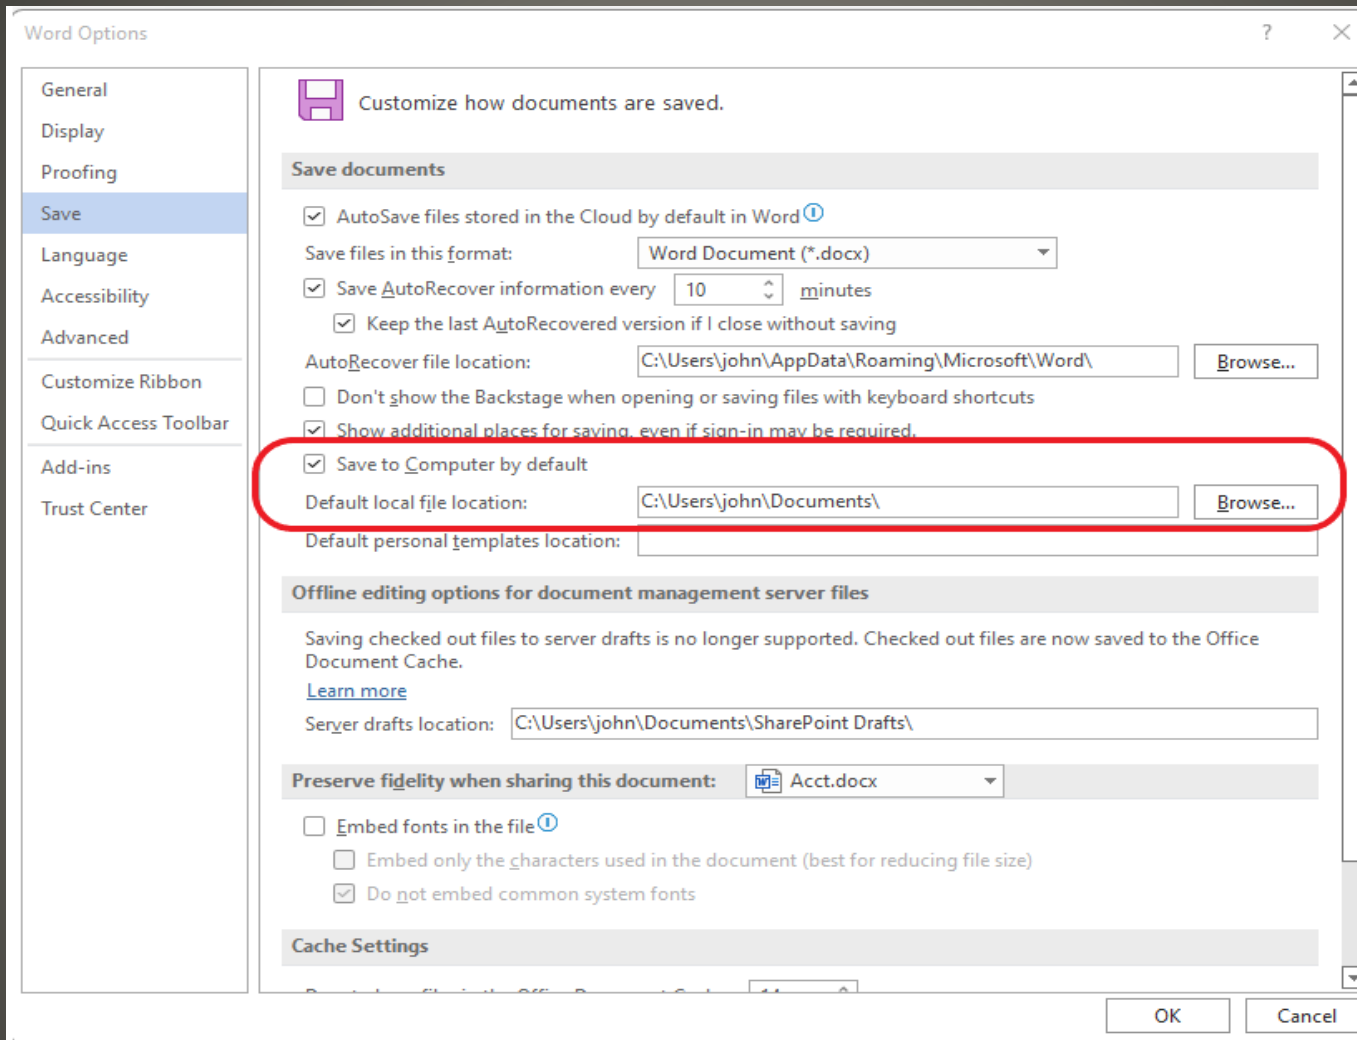 Word Options
?
General
Display
Proofing
Save
Language
Accessibility
Advanced
Customize Ribbon
Quick Access Toolbar
Add-ins
Trust Center
Customize how documents are saved.
Save documents
AutoSave files stored in the Cloud by default in Word
Save files in this format: Word Document (*.docx)
Save AutoRecover information every 10 minutes
Keep the last AutoRecovered version if I close without saving
AutoRecover file location: C:\Users\john\AppData\Roaming\Microsoft\Word\ Browse...
Don't show the Backstage when opening or saving files with keyboard shortcuts
Show additional places for saving, even if sign-in may be required.
Save to Computer by default
Default local file location: C:\Users\john\Documents\ Browse...
Default personal templates location:
Offline editing options for document management server files
Saving checked out files to server drafts is no longer supported. Checked out files are now saved to the Office
Document Cache.
Learn more
Server drafts location: C:\Users\john\Documents\SharePoint Drafts\
Preserve fidelity when sharing this document: Acct.docx
Embed fonts in the file
Embed only the characters used in the document (best for reducing file size)
Do not embed common system fonts
Cache Settings
OK Cancel